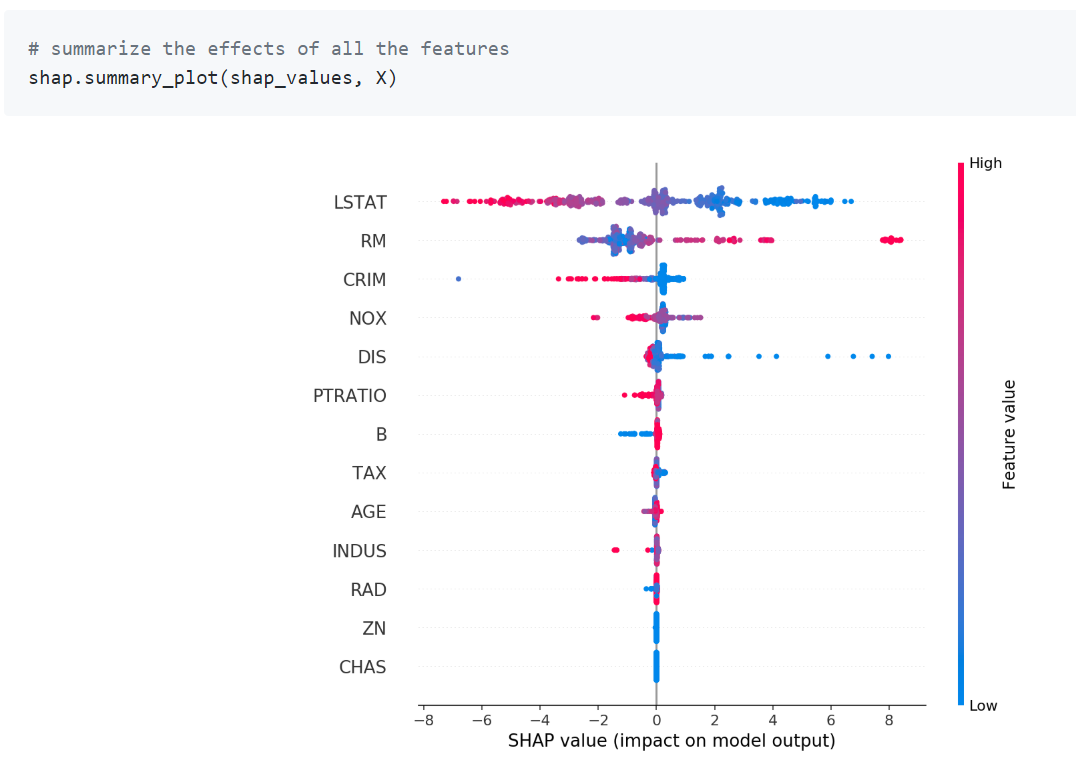 # summarize the effects of all the features
shap.summary_plot(shap_values, X)
High
LSTAT
RM
CRIM
NOX
DIS
PTRATIO
B
TAX
AGE
INDUS
RAD
ZN
CHAS
Feature value
Low
−8 −6 −4 −2 0 2 4 6 8
SHAP value (impact on model output)